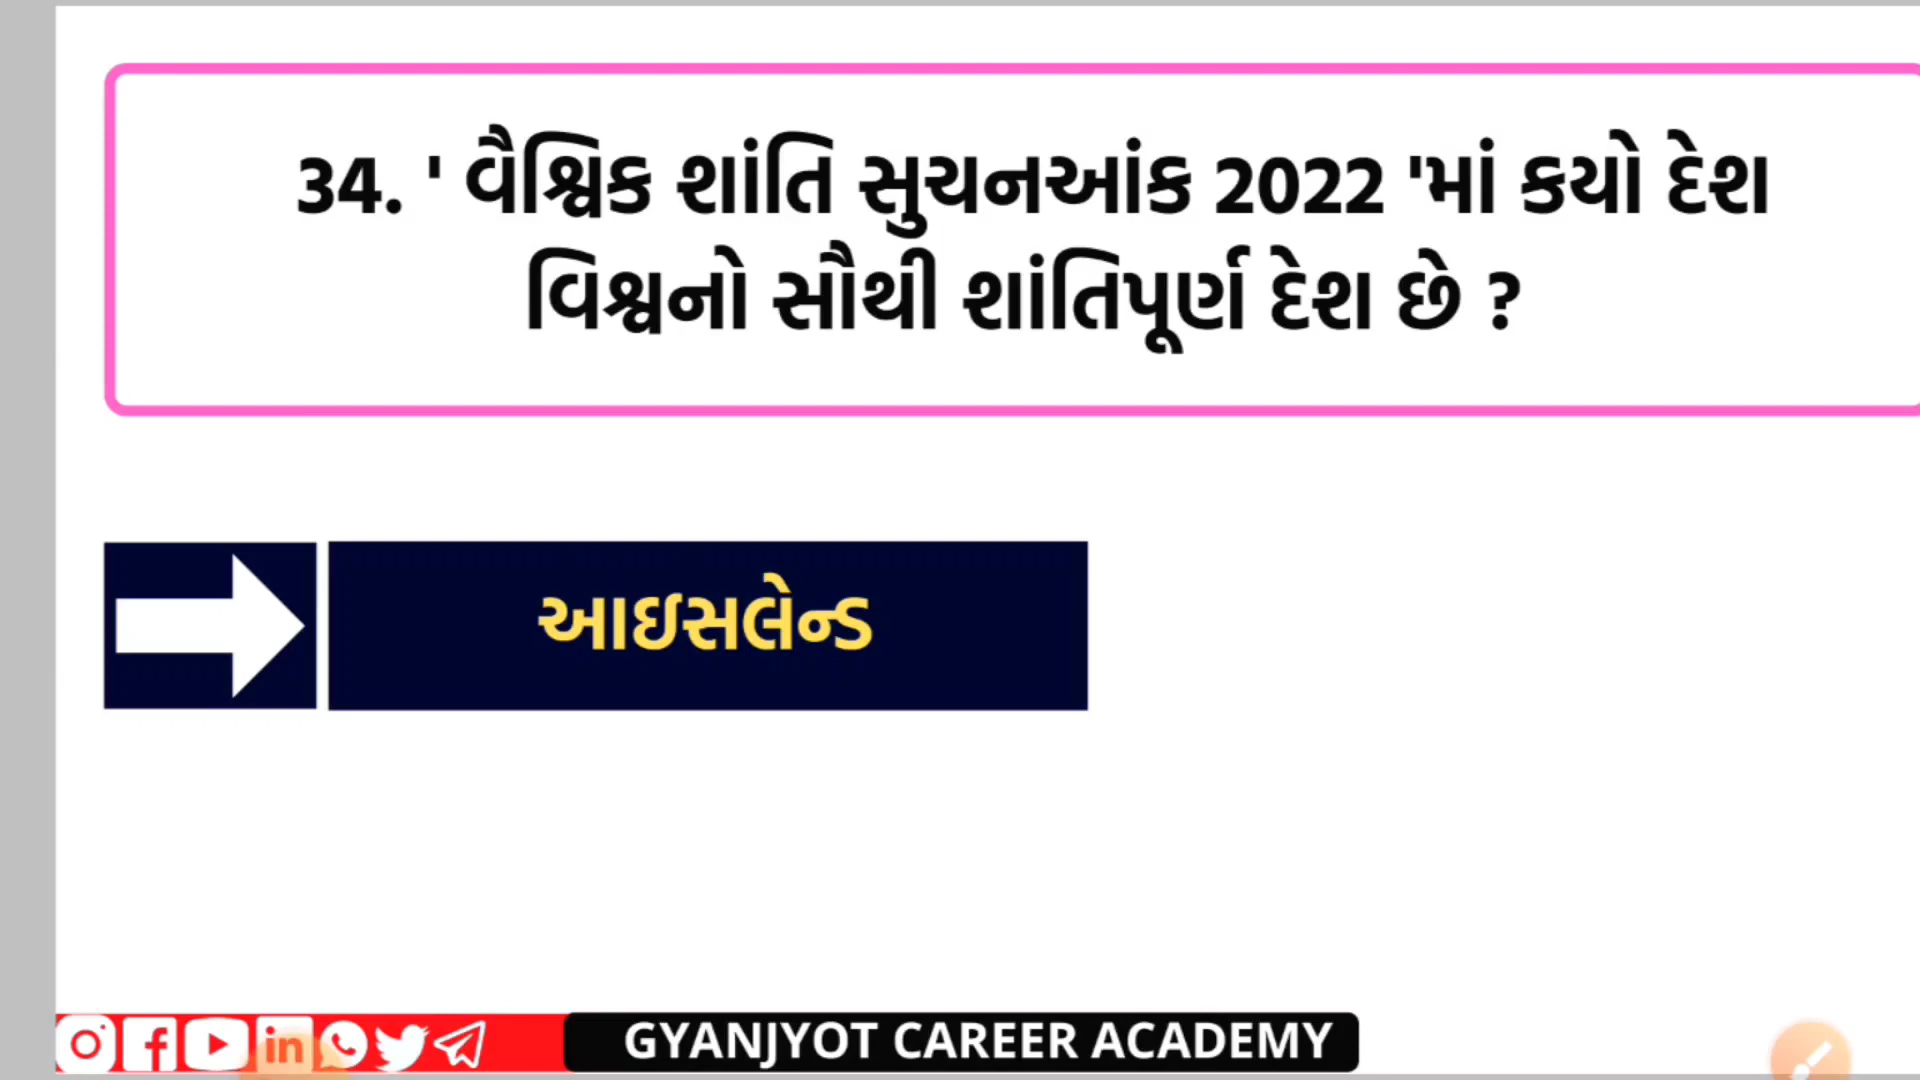 34. ' વૈશ્વિક શાંતિ સુચનઆંક 2022 'માં કયો દેશ
વિશ્વનો સૌથી શાંતિપૂર્ણ દેશ છે ?
આઇસલેન્ડ
GYANJYOT CAREER ACADEMY